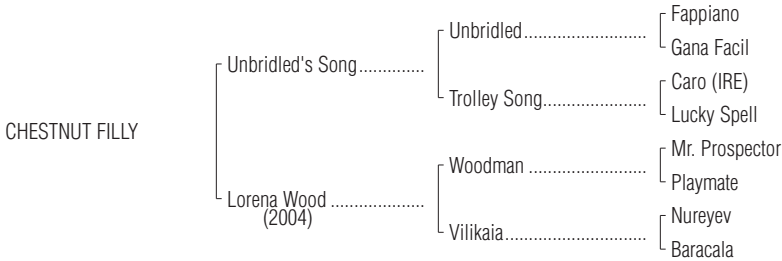 Fappiano
Unbridled..............................
Gana Facil
Unbridled's Song..............
Caro (IRE)
Trolley Song.........................
Lucky Spell
CHESTNUT FILLY
Mr. Prospector
Woodman .............................
Playmate
Lorena Wood ....................
(2004)
Nureyev
Vilikaia..................................
Baracala